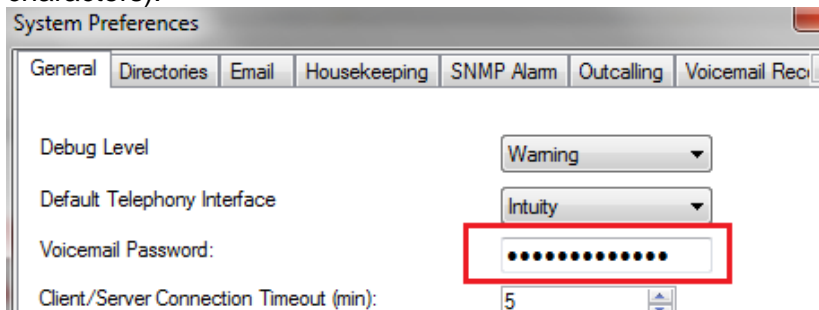 System Preferences
General Directories Email Housekeeping SNMP Alarm Outcalling Voicemail
Debug Level Warning
Default Telephony Interface Intuity
Voicemail Password: •••••••••••••
Client/Server Connection Timeout (min): 5